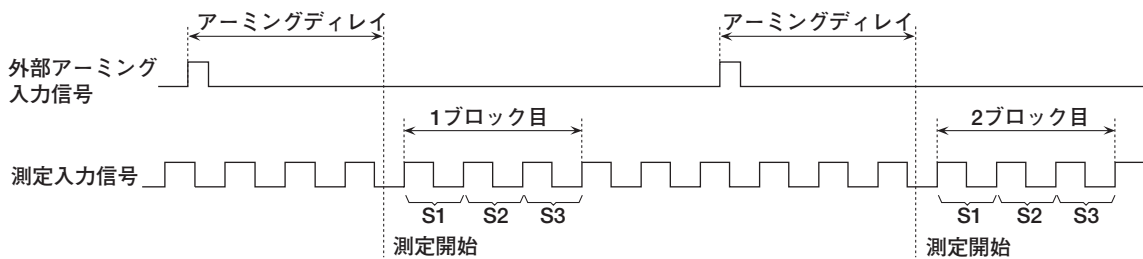 アーミングディレイ
アーミングディレイ
外部アーミング
入力信号
1ブロック目
2ブロック目
測定入力信号
S1
S2
S3
S1
S2
S3
測定開始
測定開始